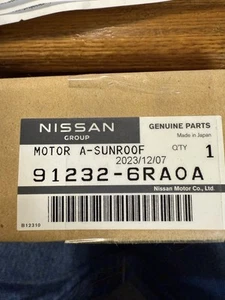 NISSAN
GROUP
GENUINE PARTS
Made in Japan
MOTOR A-SUNROOF
Q'TY 1
2023/12/07
91232-6RA0A
Nissan Motor Co., Ltd.
B12310